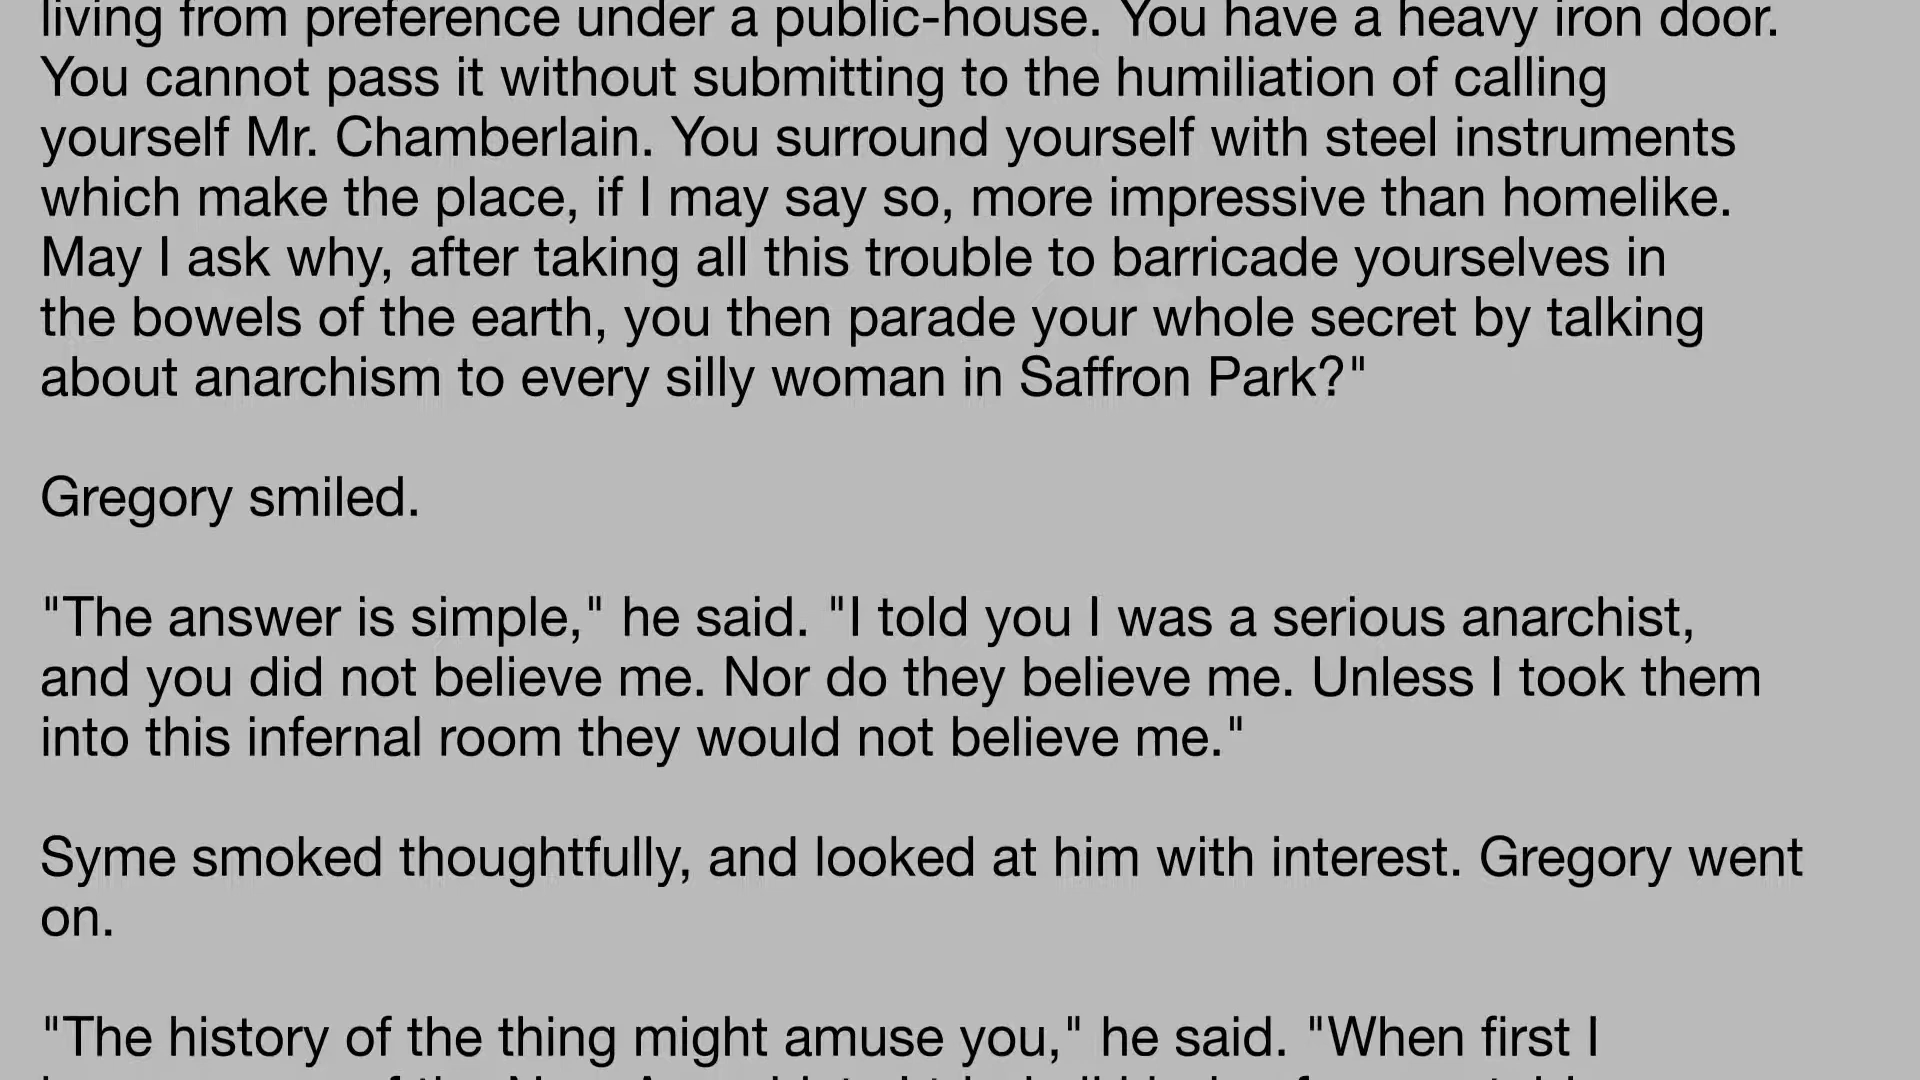 living from preference under a public-house. You have a heavy iron door.
You cannot pass it without submitting to the humiliation of calling
yourself Mr. Chamberlain. You surround yourself with steel instruments
which make the place, if I may say so, more impressive than homelike.
May I ask why, after taking all this trouble to barricade yourselves in
the bowels of the earth, you then parade your whole secret by talking
about anarchism to every silly woman in Saffron Park?"
Gregory smiled.
"The answer is simple," he said. "I told you I was a serious anarchist,
and you did not believe me. Nor do they believe me. Unless I took them
into this infernal room they would not believe me."
Syme smoked thoughtfully, and looked at him with interest. Gregory went
on.
"The history of the thing might amuse you," he said. "When first I